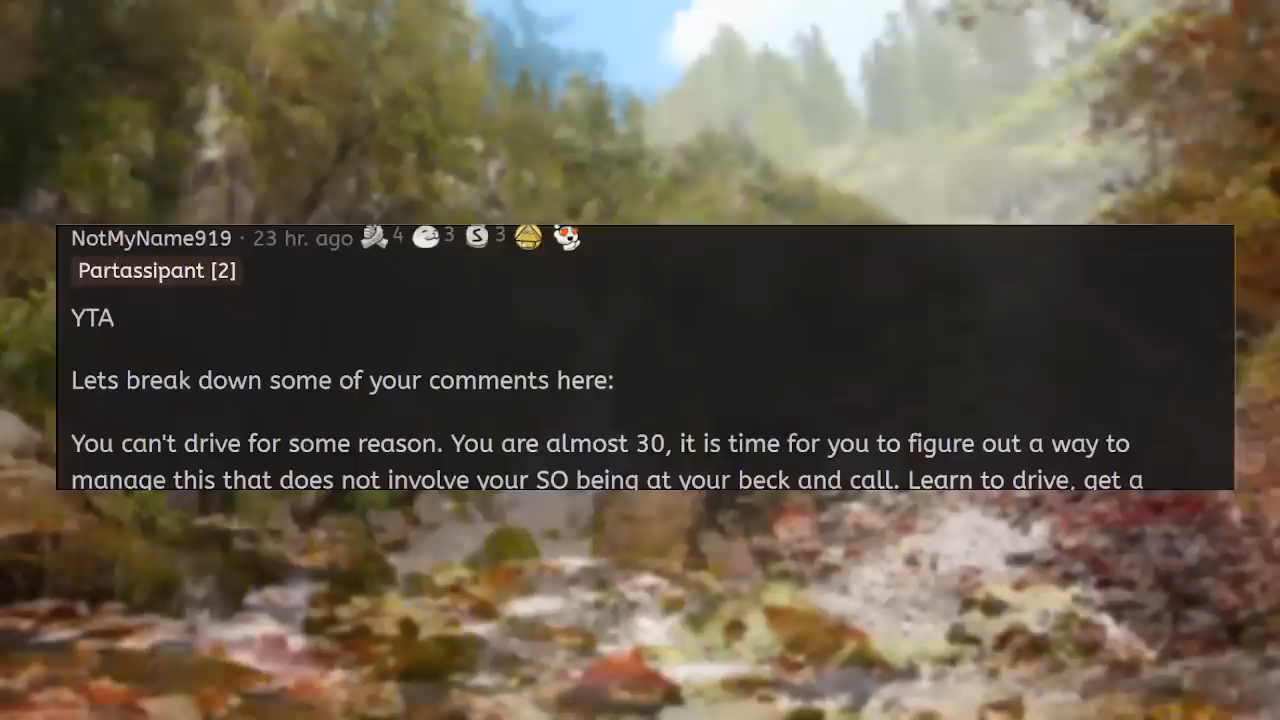 NotMyName919 · 23 hr. ago 4 3 S 3
Partassipant [2]
YTA
Lets break down some of your comments here:
You can't drive for some reason. You are almost 30, it is time for you to figure out a way to
manage this that does not involve your SO being at your beck and call. Learn to drive, get a